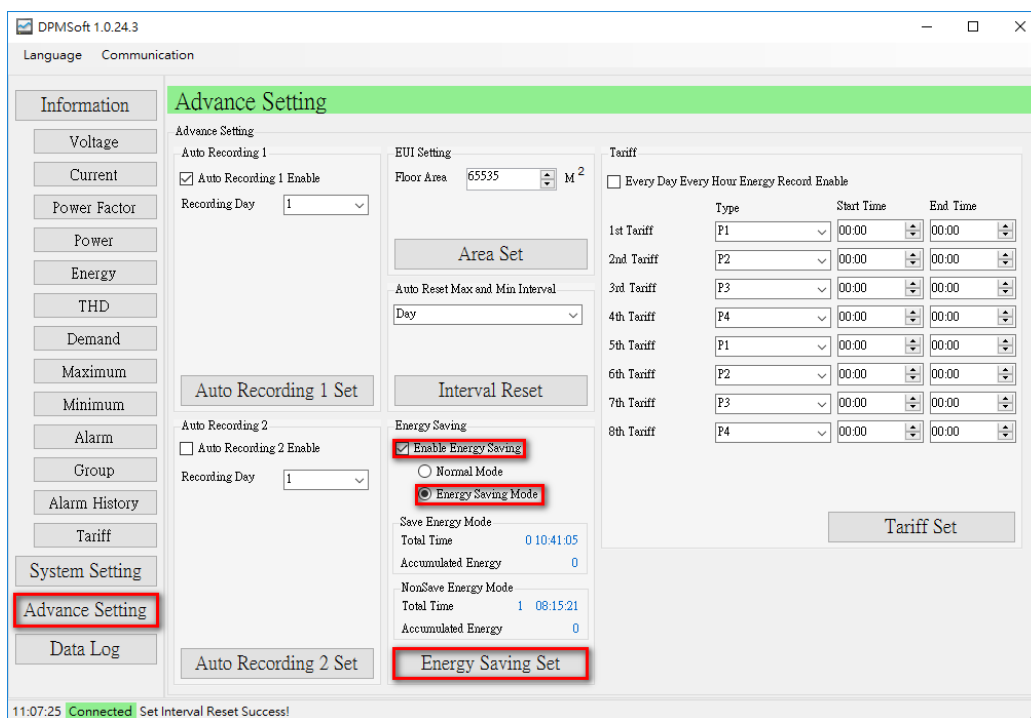 DPMSoft 1.0.24.3
Language Communication
Information
Voltage
Current
Power Factor
Power
Energy
THD
Demand
Maximum
Minimum
Alarm
Group
Alarm History
Tariff
System Setting
Advance Setting
Data Log
Advance Setting
Advance Setting
Auto Recording 1
Auto Recording 1 Enable
Recording Day 1
Auto Recording 1 Set
Auto Recording 2
Auto Recording 2 Enable
Recording Day 1
Auto Recording 2 Set
EUI Setting
Floor Area 65535 M 2
Area Set
Auto Reset Max and Min Interval
Day
Interval Reset
Energy Saving
Enable Energy Saving
Normal Mode
Energy Saving Mode
Save Energy Mode
Total Time 0 10:41:05
Accumulated Energy 0
NonSave Energy Mode
Total Time 1 08:15:21
Accumulated Energy 0
Energy Saving Set
Tariff
Every Day Every Hour Energy Record Enable
Type Start Time End Time
1st Tariff P1 00:00 00:00
2nd Tariff P2 00:00 00:00
3rd Tariff P3 00:00 00:00
4th Tariff P4 00:00 00:00
5th Tariff P1 00:00 00:00
6th Tariff P2 00:00 00:00
7th Tariff P3 00:00 00:00
8th Tariff P4 00:00 00:00
Tariff Set
11:07:25 Connected Set Interval Reset Success!